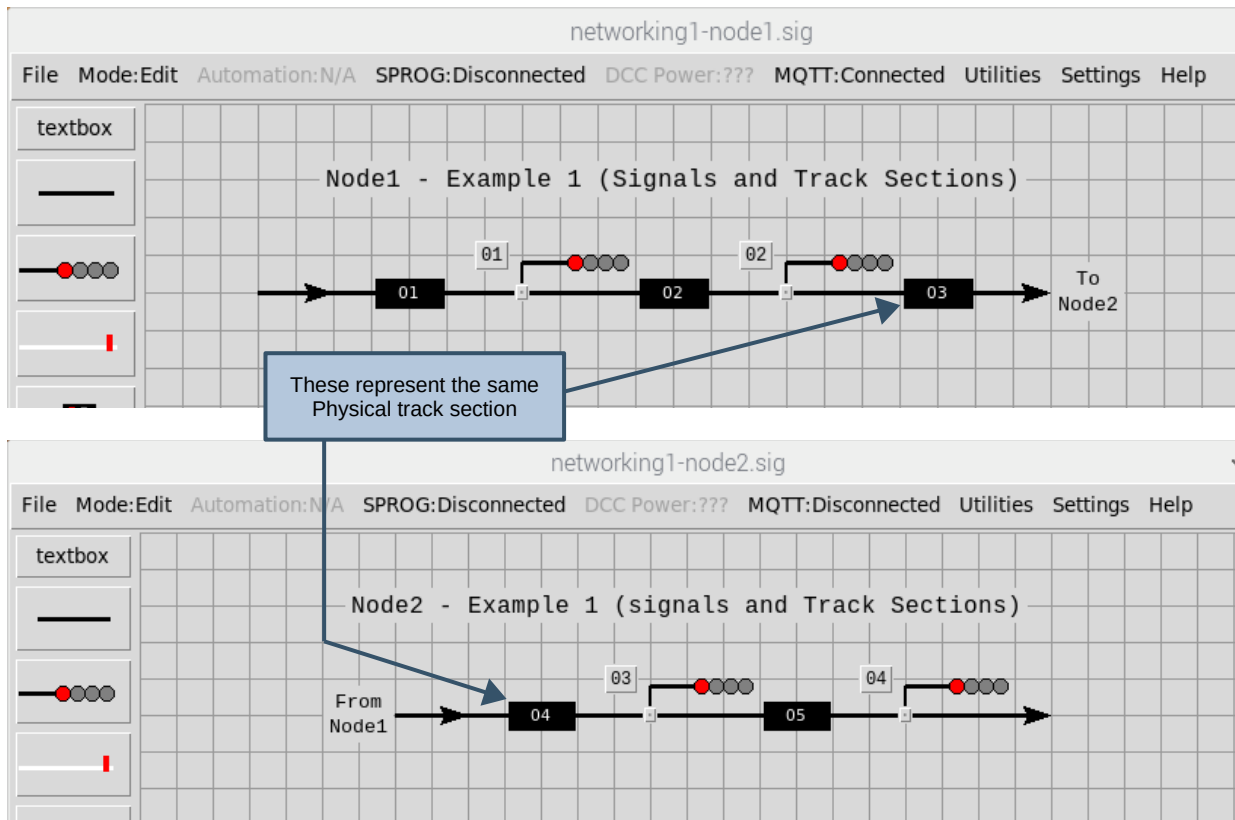 networking1-node1.sig
File Mode:Edit Automation:N/A SPROG:Disconnected DCC Power:??? MQTT:Connected Utilities Settings Help
textbox
Node1 - Example 1 (Signals and Track Sections)
01
02
01
02
03
To
Node2
These represent the same
Physical track section
networking1-node2.sig
File Mode:Edit Automation:N/A SPROG:Disconnected DCC Power:??? MQTT:Disconnected Utilities Settings Help
textbox
Node2 - Example 1 (signals and Track Sections)
03
04
From
Node1
04
05